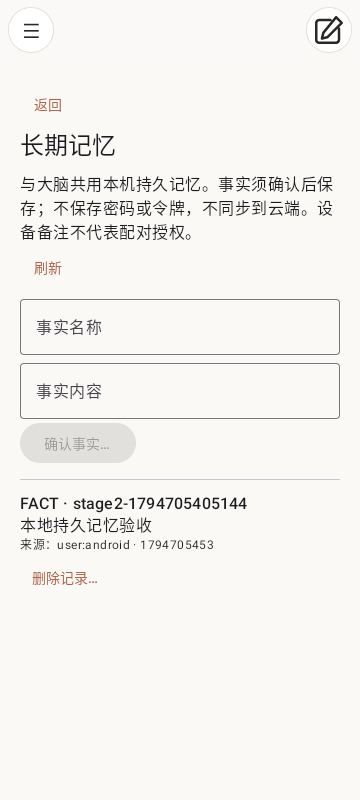 返回
长期记忆
与大脑共用本机持久记忆。事实须确认后保
存；不保存密码或令牌，不同步到云端。设
备备注不代表配对授权。
刷新
事实名称
事实内容
确认事实…
FACT · stage2-1794705405144
本地持久记忆验收
来源：user:android · 1794705453
删除记录…